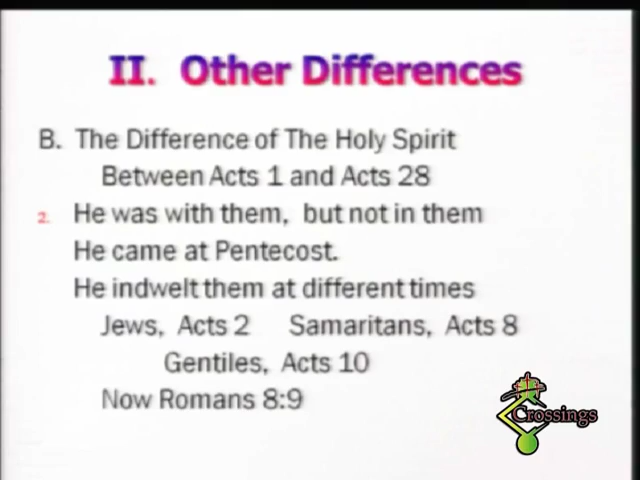 II. Other Differences
B. The Difference of The Holy Spirit
Between Acts 1 and Acts 28
2. He was with them, but not in them
He came at Pentecost.
He indwelt them at different times
Jews, Acts 2 Samaritans, Acts 8
Gentiles, Acts 10
Now Romans 8:9
Crossings